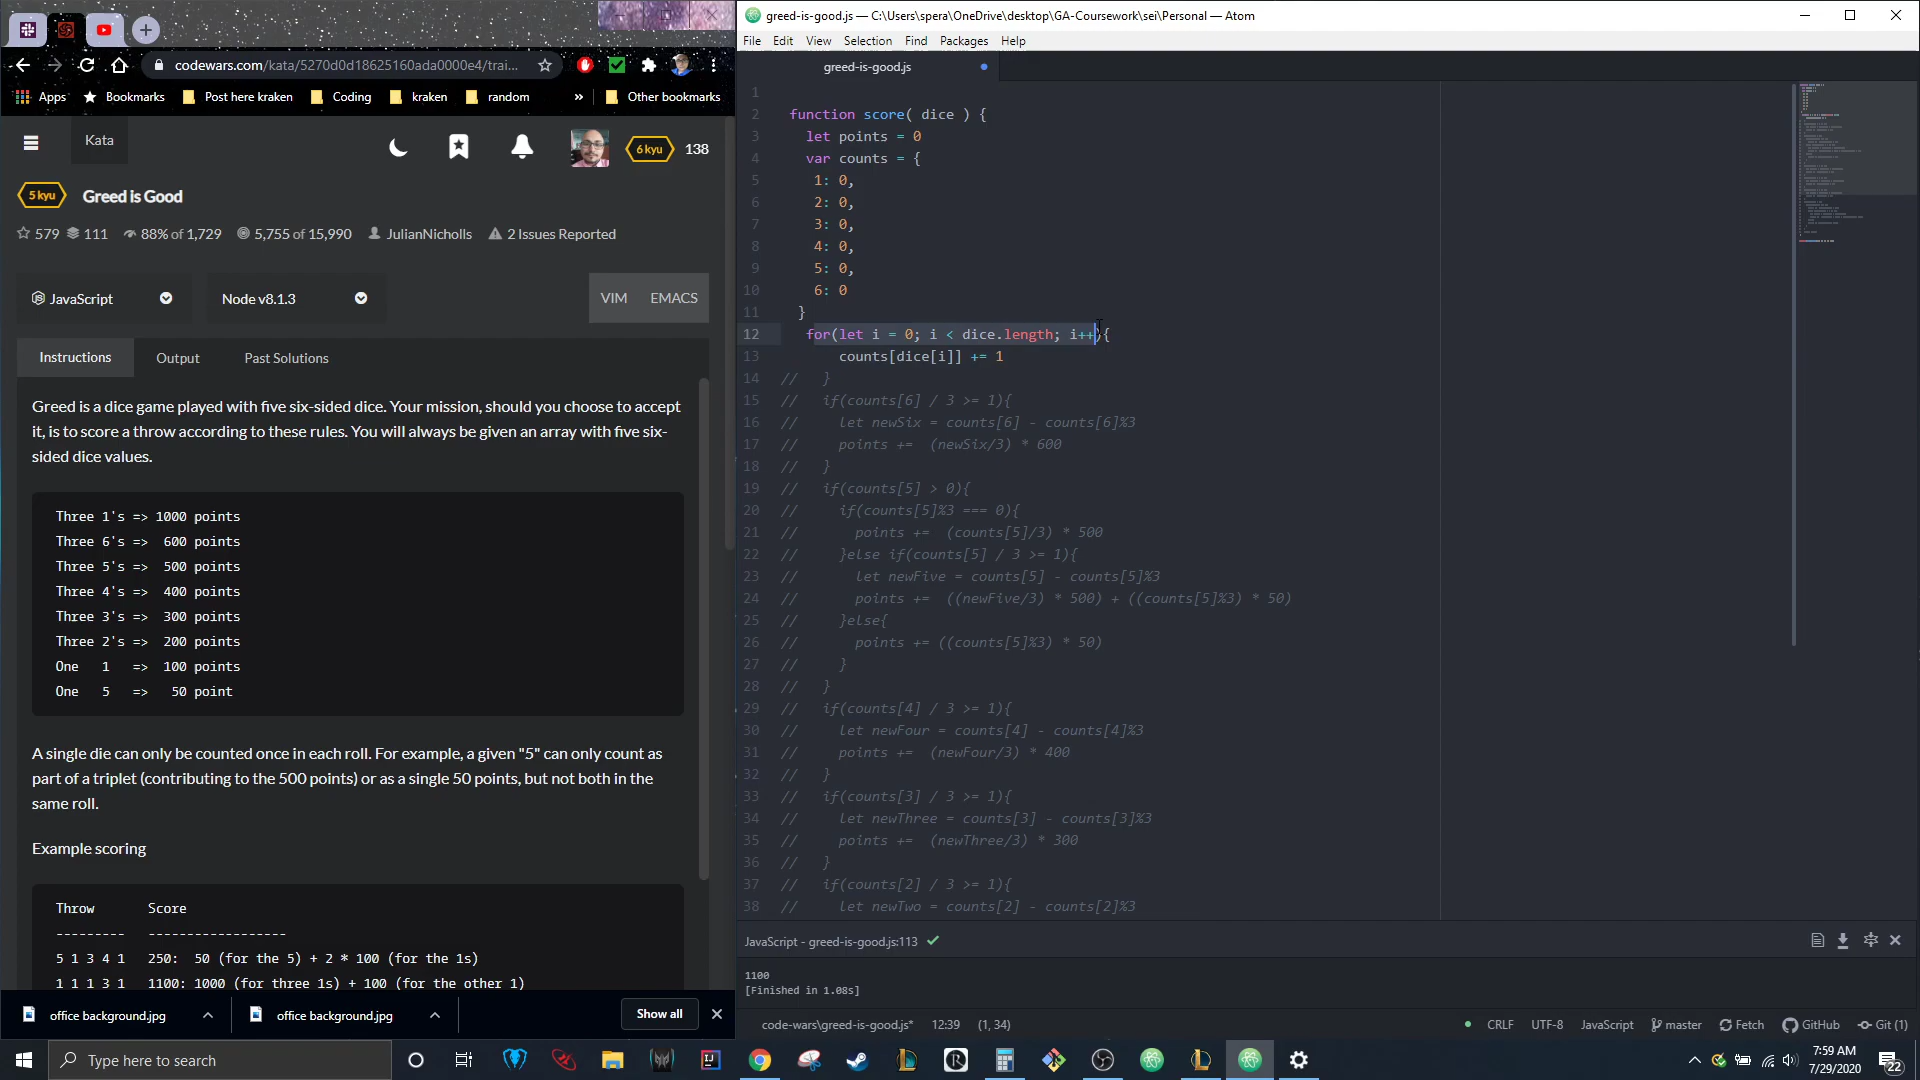 greed-is-good.js — C:\Users\spera\OneDrive\desktop\GA-Coursework\sei\Personal — Atom
File Edit View Selection Find Packages Help
codewars.com/kata/5270d0d18625160ada0000e4/trai...
Apps Bookmarks Post here kraken Coding kraken random » Other bookmarks
Kata
6 kyu 138
5 kyu Greed is Good
579 111 88% of 1,729 5,755 of 15,990 JulianNicholls 2 Issues Reported
JavaScript Node v8.1.3 VIM EMACS
Instructions Output Past Solutions
Greed is a dice game played with five six-sided dice. Your mission, should you choose to accept
it, is to score a throw according to these rules. You will always be given an array with five six-
sided dice values.
Three 1's => 1000 points
Three 6's => 600 points
Three 5's => 500 points
Three 4's => 400 points
Three 3's => 300 points
Three 2's => 200 points
One 1 => 100 points
One 5 => 50 point
A single die can only be counted once in each roll. For example, a given "5" can only count as
part of a triplet (contributing to the 500 points) or as a single 50 points, but not both in the
same roll.
Example scoring
Throw Score
--------- ------------------
5 1 3 4 1 250: 50 (for the 5) + 2 * 100 (for the 1s)
1 1 1 3 1 1100: 1000 (for three 1s) + 100 (for the other 1)
office background.jpg office background.jpg Show all
greed-is-good.js
1
2 function score( dice ) {
3 let points = 0
4 var counts = {
5 1: 0,
6 2: 0,
7 3: 0,
8 4: 0,
9 5: 0,
10 6: 0
11 }
12 for(let i = 0; i < dice.length; i++){
13 counts[dice[i]] += 1
14 // }
15 // if(counts[6] / 3 >= 1){
16 // let newSix = counts[6] - counts[6]%3
17 // points += (newSix/3) * 600
18 // }
19 // if(counts[5] > 0){
20 // if(counts[5]%3 === 0){
21 // points += (counts[5]/3) * 500
22 // }else if(counts[5] / 3 >= 1){
23 // let newFive = counts[5] - counts[5]%3
24 // points += ((newFive/3) * 500) + ((counts[5]%3) * 50)
25 // }else{
26 // points += ((counts[5]%3) * 50)
27 // }
28 // }
29 // if(counts[4] / 3 >= 1){
30 // let newFour = counts[4] - counts[4]%3
31 // points += (newFour/3) * 400
32 // }
33 // if(counts[3] / 3 >= 1){
34 // let newThree = counts[3] - counts[3]%3
35 // points += (newThree/3) * 300
36 // }
37 // if(counts[2] / 3 >= 1){
38 // let newTwo = counts[2] - counts[2]%3
JavaScript - greed-is-good.js:113
1100
[Finished in 1.08s]
code-wars\greed-is-good.js* 12:39 (1, 34) CRLF UTF-8 JavaScript master Fetch GitHub Git (1)
Type here to search
7:59 AM
7/29/2020
22